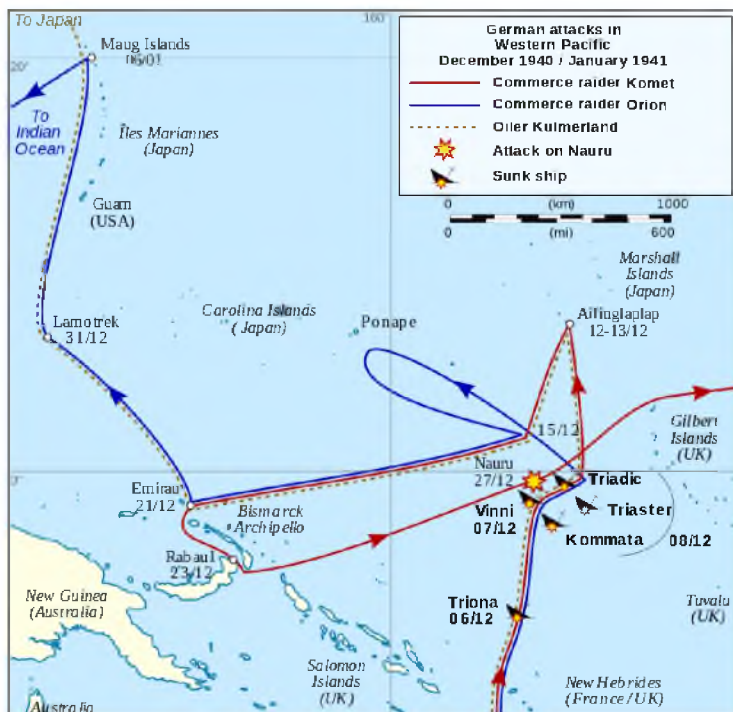 To Japan
160°
German attacks in
Western Pacific
December 1940 / January 1941
Commerce raider Komet
Commerce raider Orion
Oiler Kulmerland
Attack on Nauru
Sunk ship
0 (km) 1000
0 (mi) 600
Maug Islands
06/01
20°
To
Indian
Ocean
Îles Mariannes
(Japan)
Guam
(USA)
Marshall
Islands
(Japan)
Carolina Islands
(Japan)
Ponape
Ailinglaplap
12-13/12
Lamotrek
31/12
15/12
Gilbert
Islands
(UK)
0°
Nauru
27/12
Triadic
Emirau
21/12
Bismarck
Archipello
Vinni
07/12
Triaster
Kommata
08/12
Rabaul
23/12
New Guinea
(Australia)
Triona
06/12
Tuvalu
(UK)
Salomon
Islands
(UK)
New Hebrides
(France/UK)
Australia